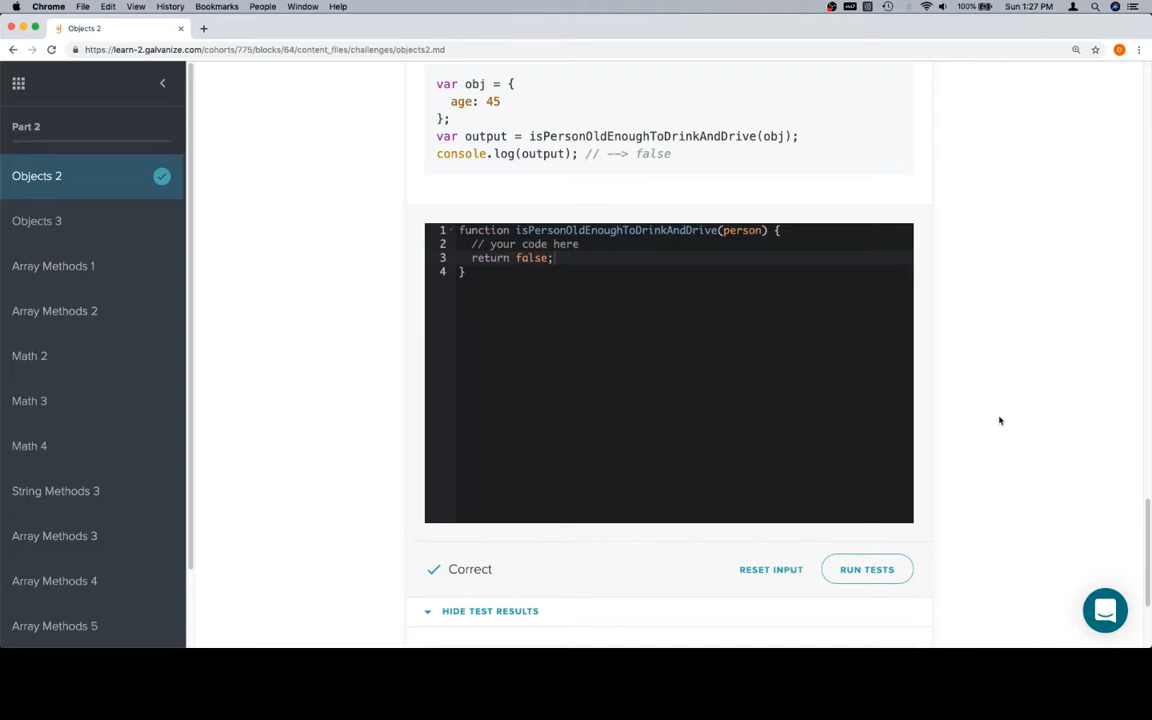 Chrome File Edit View History Bookmarks People Window Help 100% Sun 1:27 PM
Objects 2
https://learn-2.galvanize.com/cohorts/775/blocks/64/content_files/challenges/objects2.md
D
Part 2
Objects 2
Objects 3
Array Methods 1
Array Methods 2
Math 2
Math 3
Math 4
String Methods 3
Array Methods 3
Array Methods 4
Array Methods 5
var obj = {
age: 45
};
var output = isPersonOldEnoughToDrinkAndDrive(obj);
console.log(output); // --> false
1 function isPersonOldEnoughToDrinkAndDrive(person) {
2 // your code here
3 return false;
4 }
Correct
RESET INPUT
RUN TESTS
HIDE TEST RESULTS